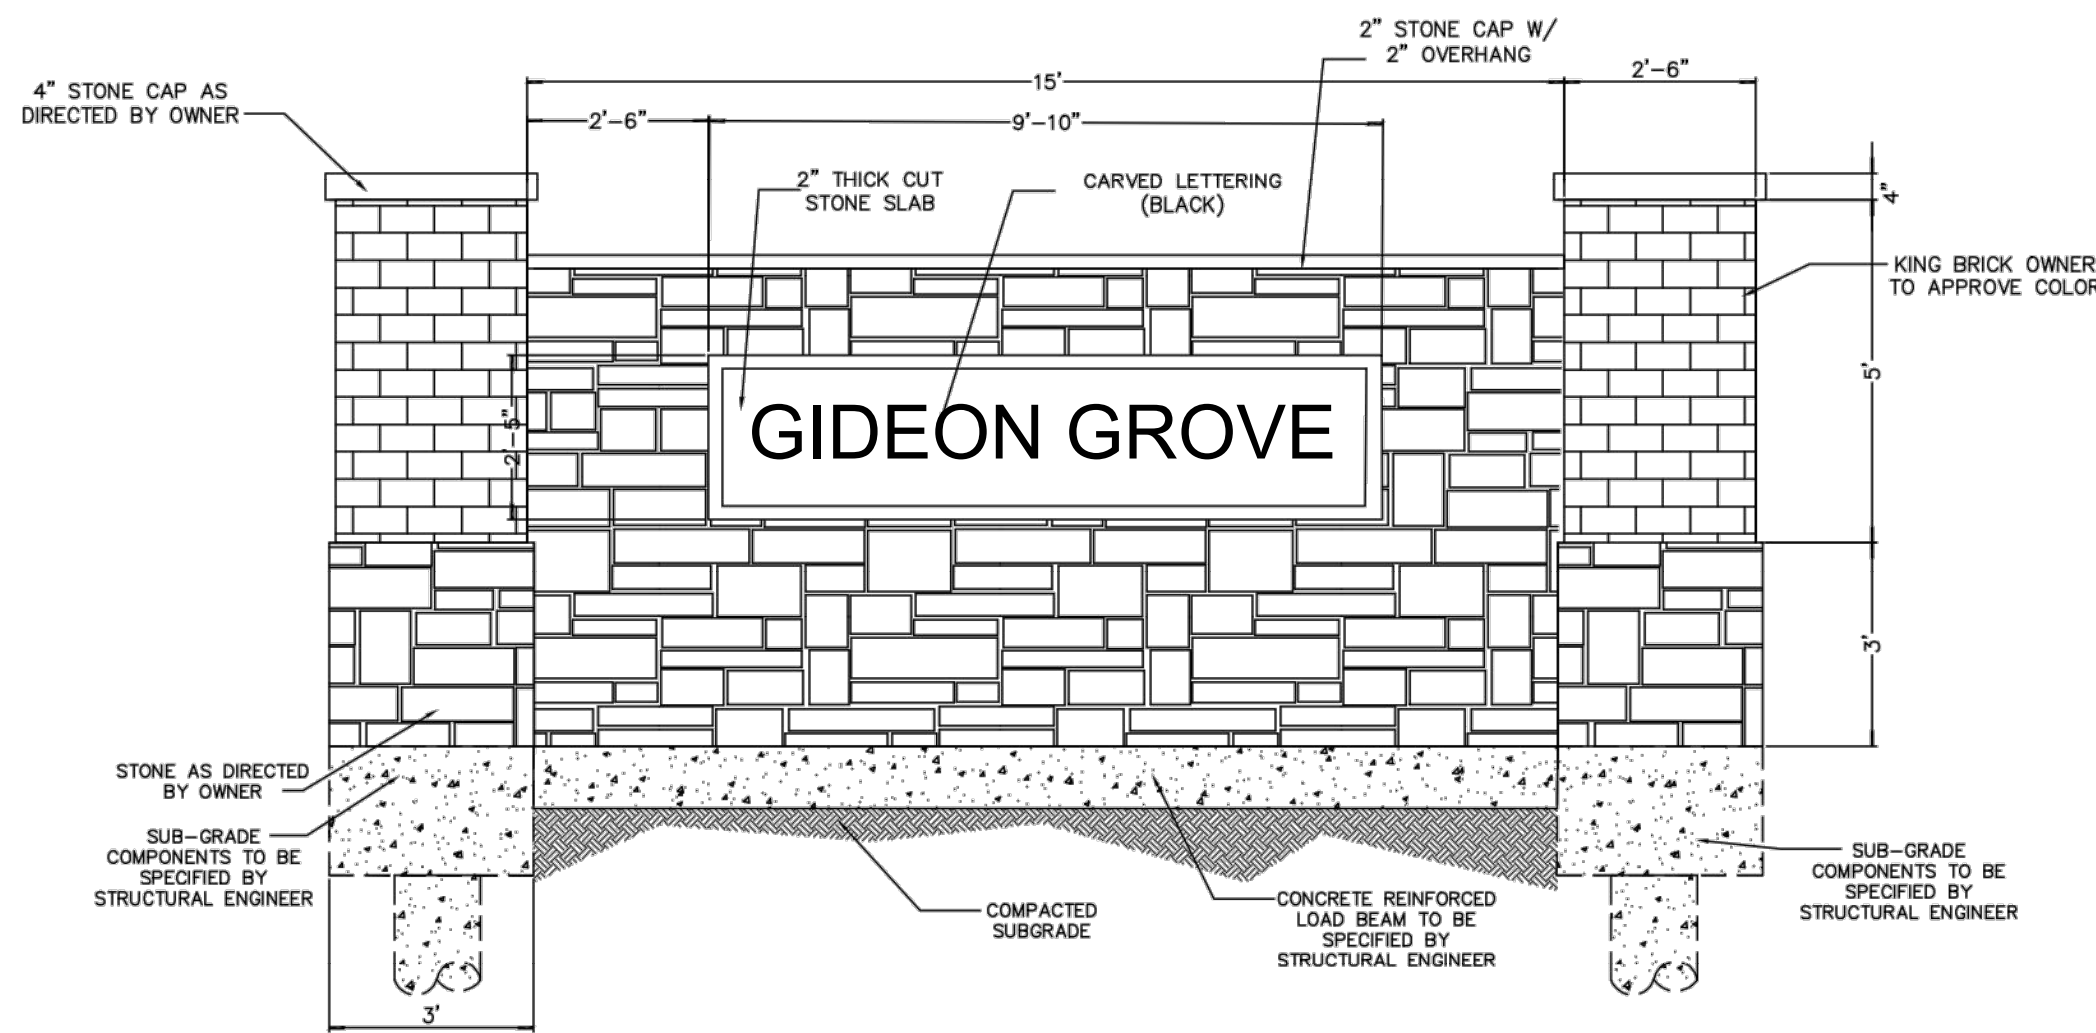 2" STONE CAP W/
2" OVERHANG
4" STONE CAP AS
DIRECTED BY OWNER
15'
2'-6"
2'-6"
9'-10"
2" THICK CUT
STONE SLAB
CARVED LETTERING
(BLACK)
4"
KING BRICK OWNER
TO APPROVE COLOR
5'
2'-5"
GIDEON GROVE
3'
STONE AS DIRECTED
BY OWNER
SUB-GRADE
COMPONENTS TO BE
SPECIFIED BY
STRUCTURAL ENGINEER
COMPACTED
SUBGRADE
CONCRETE REINFORCED
LOAD BEAM TO BE
SPECIFIED BY
STRUCTURAL ENGINEER
SUB-GRADE
COMPONENTS TO BE
SPECIFIED BY
STRUCTURAL ENGINEER
3'